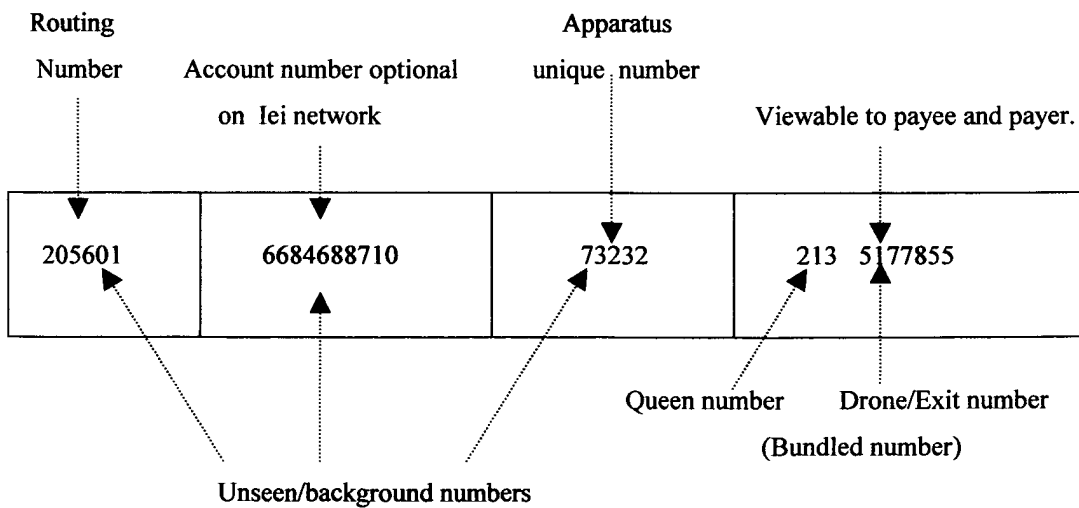 Routing
Number
Account number optional
on Iei network
Apparatus
unique number
Viewable to payee and payer.
205601
6684688710
73232
213 5177855
Queen number
Drone/Exit number
(Bundled number)
Unseen/background numbers